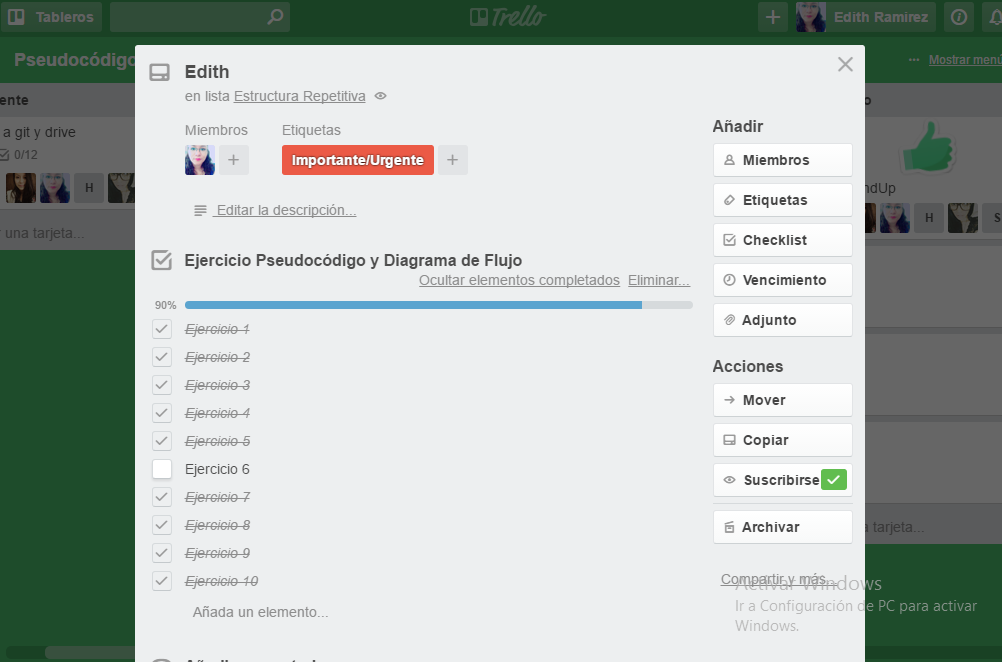 Tableros
Trello
Edith Ramirez
Pseudocódigo
... Mostrar menú
ente
a git y drive
0/12
H
una tarjeta...
Edith
en lista Estructura Repetitiva
Miembros
Etiquetas
+
Importante/Urgente
+
Editar la descripción...
Ejercicio Pseudocódigo y Diagrama de Flujo
Ocultar elementos completados Eliminar...
90%
Ejercicio 1
Ejercicio 2
Ejercicio 3
Ejercicio 4
Ejercicio 5
Ejercicio 6
Ejercicio 7
Ejercicio 8
Ejercicio 9
Ejercicio 10
Añada un elemento...
Añadir
Miembros
Etiquetas
Checklist
Vencimiento
Adjunto
Acciones
Mover
Copiar
Suscribirse
Archivar
Compartir y más...
o
ndUp
H
S
tarjeta...
Activar Windows
Ir a Configuración de PC para activar
Windows.